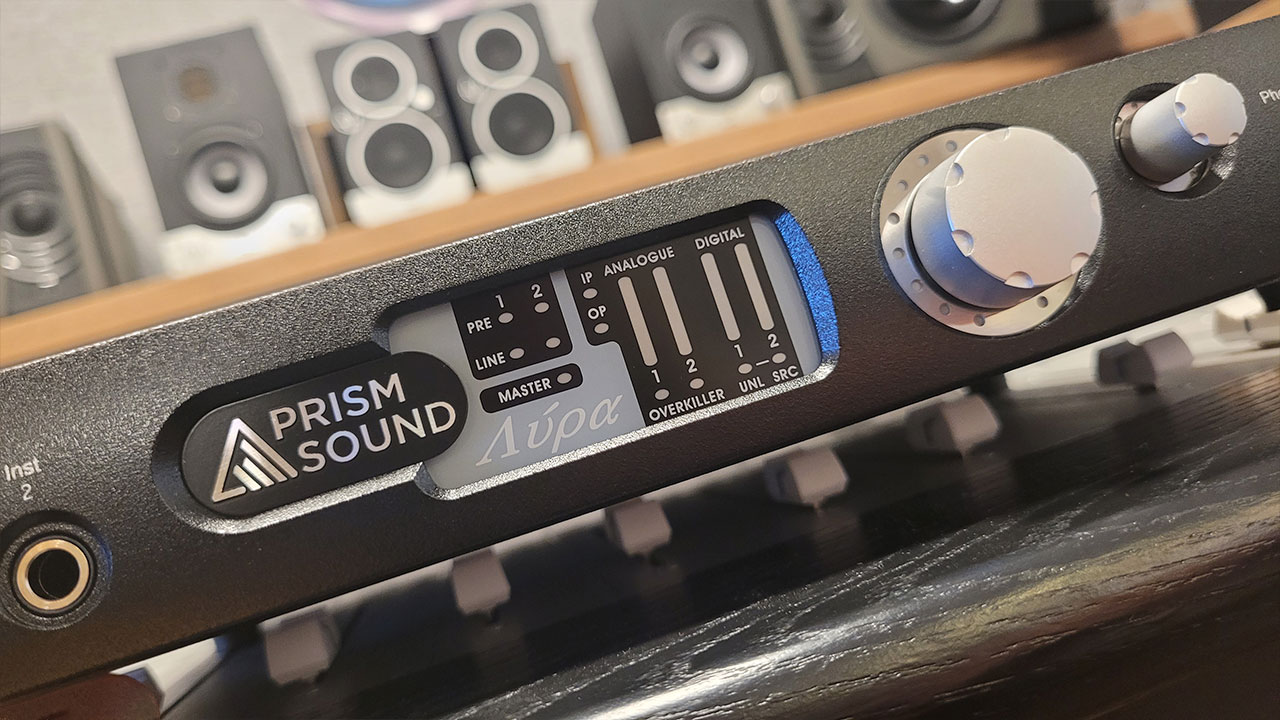 Inst
2
PRISM
SOUND
1 2
PRE
LINE
MASTER
Λύρα
IP
OP
ANALOGUE
1 2
OVERKILLER
DIGITAL
1 – 2
UNL SRC